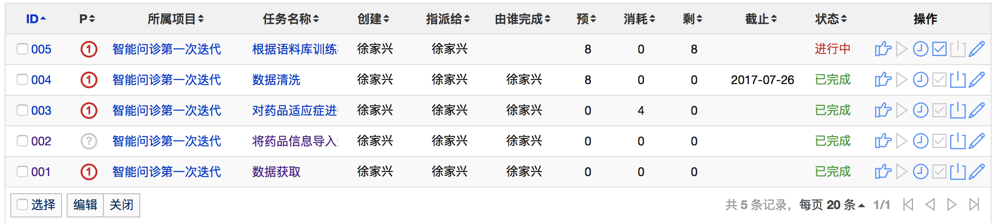 ID P 所属项目 任务名称 创建 指派给 由谁完成 预 消耗 剩 截止 状态 操作
005 1 智能问诊第一次迭代 根据语料库训练 徐家兴 徐家兴 8 0 8 进行中
004 1 智能问诊第一次迭代 数据清洗 徐家兴 徐家兴 徐家兴 8 0 0 2017-07-26 已完成
003 1 智能问诊第一次迭代 对药品适应症进 徐家兴 徐家兴 徐家兴 0 4 0 已完成
002 ? 智能问诊第一次迭代 将药品信息导入 徐家兴 徐家兴 徐家兴 0 0 0 已完成
001 1 智能问诊第一次迭代 数据获取 徐家兴 徐家兴 徐家兴 0 0 0 已完成
选择 编辑 关闭 共 5 条记录，每页 20 条 1/1